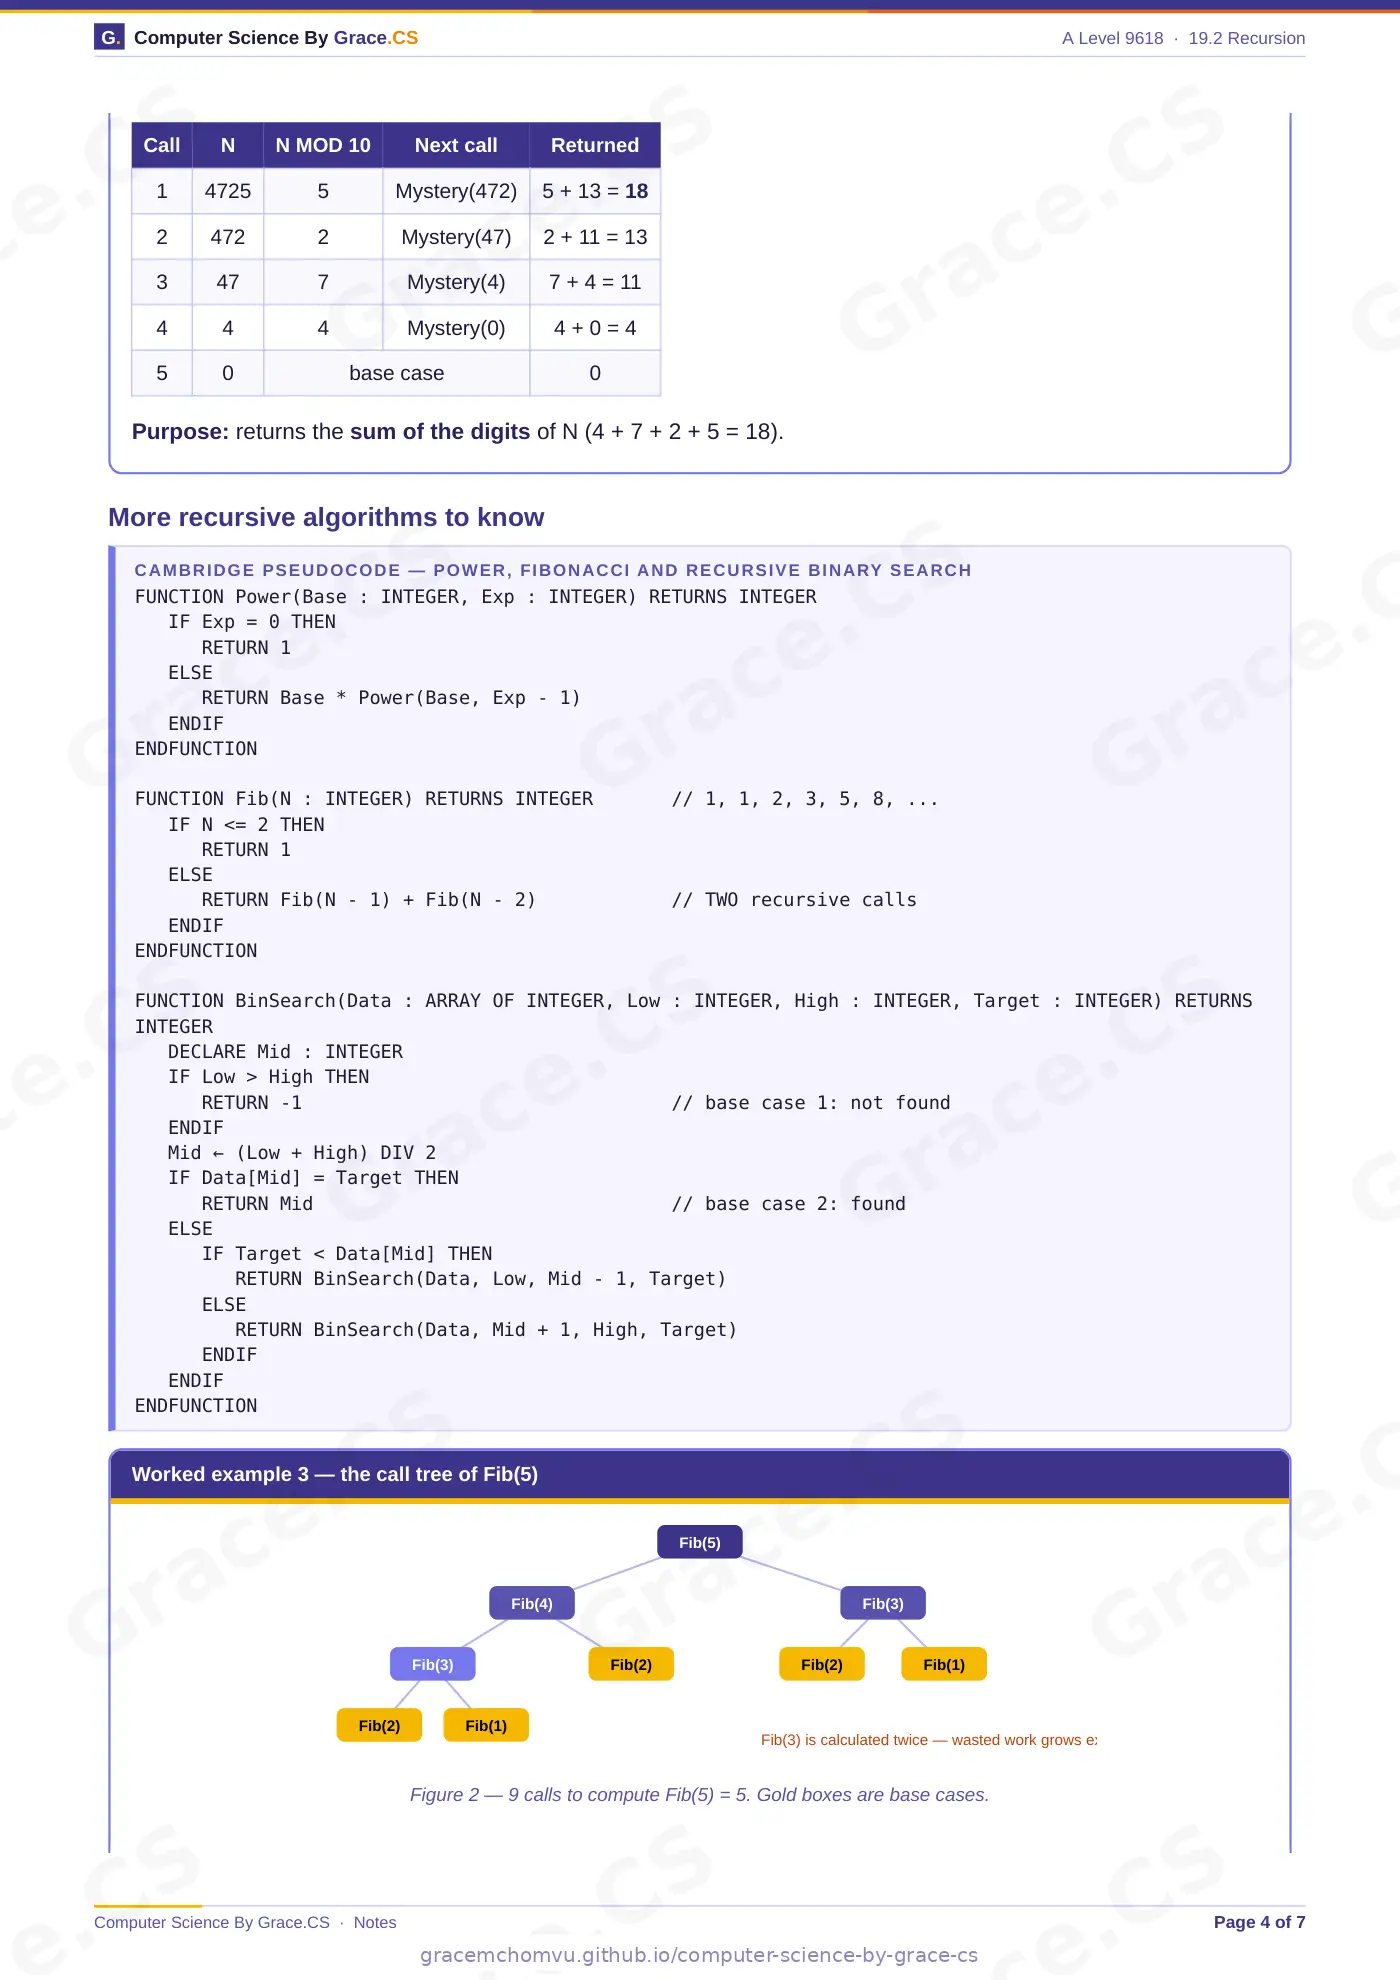 G. Computer Science By Grace.CS
A Level 9618 · 19.2 Recursion
Call N N MOD 10 Next call Returned
1 4725 5 Mystery(472) 5 + 13 = 18
2 472 2 Mystery(47) 2 + 11 = 13
3 47 7 Mystery(4) 7 + 4 = 11
4 4 4 Mystery(0) 4 + 0 = 4
5 0 base case 0
Purpose: returns the sum of the digits of N (4 + 7 + 2 + 5 = 18).
More recursive algorithms to know
CAMBRIDGE PSEUDOCODE — POWER, FIBONACCI AND RECURSIVE BINARY SEARCH
FUNCTION Power(Base : INTEGER, Exp : INTEGER) RETURNS INTEGER
   IF Exp = 0 THEN
      RETURN 1
   ELSE
      RETURN Base * Power(Base, Exp - 1)
   ENDIF
ENDFUNCTION
FUNCTION Fib(N : INTEGER) RETURNS INTEGER       // 1, 1, 2, 3, 5, 8, ...
   IF N <= 2 THEN
      RETURN 1
   ELSE
      RETURN Fib(N - 1) + Fib(N - 2)            // TWO recursive calls
   ENDIF
ENDFUNCTION
FUNCTION BinSearch(Data : ARRAY OF INTEGER, Low : INTEGER, High : INTEGER, Target : INTEGER) RETURNS
INTEGER
   DECLARE Mid : INTEGER
   IF Low > High THEN
      RETURN -1                                 // base case 1: not found
   ENDIF
   Mid ← (Low + High) DIV 2
   IF Data[Mid] = Target THEN
      RETURN Mid                                // base case 2: found
   ELSE
      IF Target < Data[Mid] THEN
         RETURN BinSearch(Data, Low, Mid - 1, Target)
      ELSE
         RETURN BinSearch(Data, Mid + 1, High, Target)
      ENDIF
   ENDIF
ENDFUNCTION
Worked example 3 — the call tree of Fib(5)
Fib(5)
Fib(4) Fib(3)
Fib(3) Fib(2) Fib(2) Fib(1)
Fib(2) Fib(1)
Fib(3) is calculated twice — wasted work grows
Figure 2 — 9 calls to compute Fib(5) = 5. Gold boxes are base cases.
Computer Science By Grace.CS · Notes
Page 4 of 7
gracemchomvu.github.io/computer-science-by-grace-cs